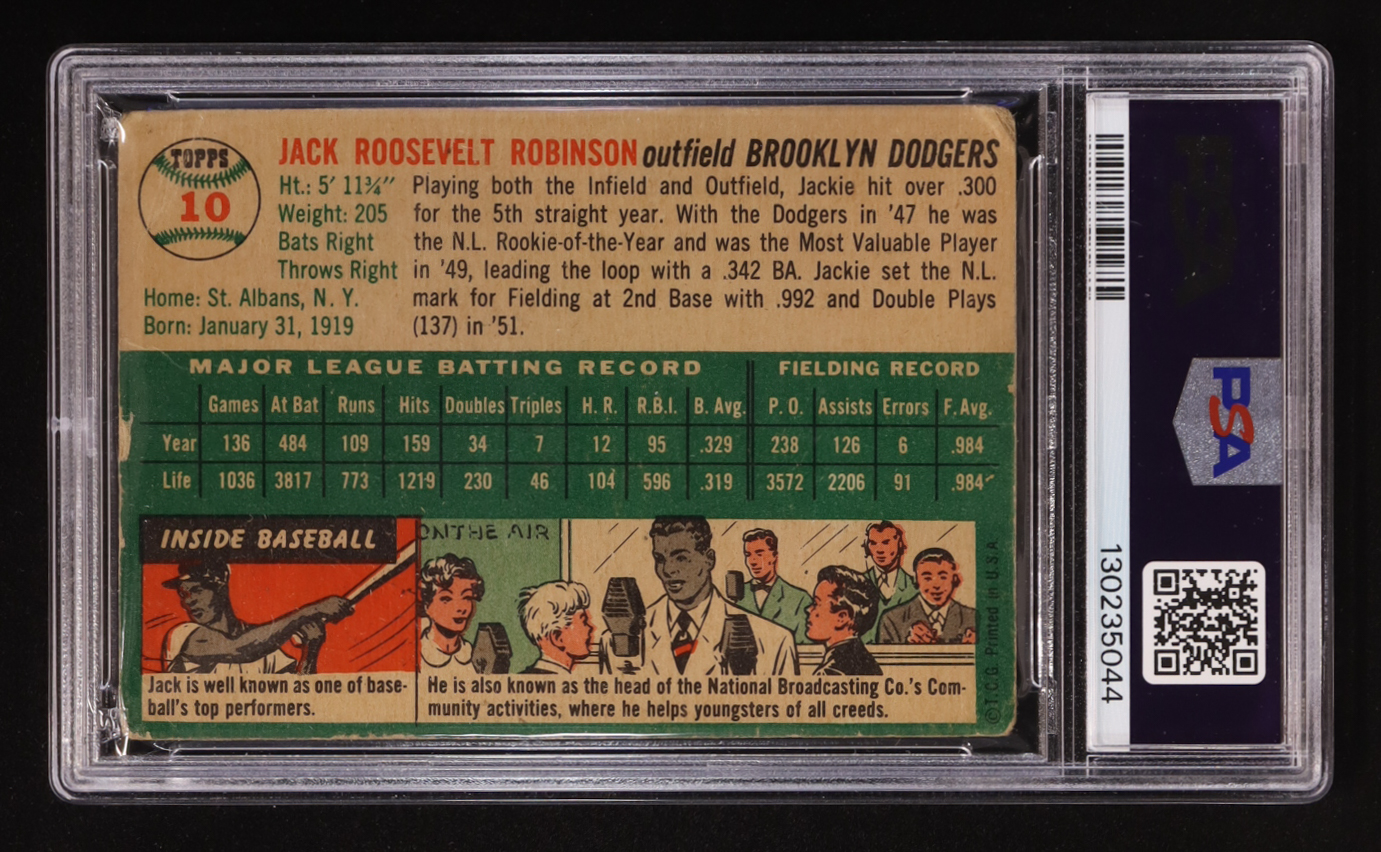 TOPPS
10
JACK ROOSEVELT ROBINSON outfield BROOKLYN DODGERS
Ht.: 5' 11¾"
Weight: 205
Bats Right
Throws Right
Home: St. Albans, N. Y.
Born: January 31, 1919
Playing both the Infield and Outfield, Jackie hit over .300
for the 5th straight year. With the Dodgers in '47 he was
the N.L. Rookie-of-the-Year and was the Most Valuable Player
in '49, leading the loop with a .342 BA. Jackie set the N.L.
mark for Fielding at 2nd Base with .992 and Double Plays
(137) in '51.
MAJOR LEAGUE BATTING RECORD FIELDING RECORD
Games At Bat Runs Hits Doubles Triples H. R. R.B.I. B. Avg. P. O. Assists Errors F. Avg.
Year 136 484 109 159 34 7 12 95 .329 238 126 6 .984
Life 1036 3817 773 1219 230 46 104 596 .319 3572 2206 91 .984
INSIDE BASEBALL
ON THE AIR
Jack is well known as one of base-
ball's top performers.
He is also known as the head of the National Broadcasting Co.'s Com-
munity activities, where he helps youngsters of all creeds.
©T.C.G. Printed in U.S.A.
PSA
130235044